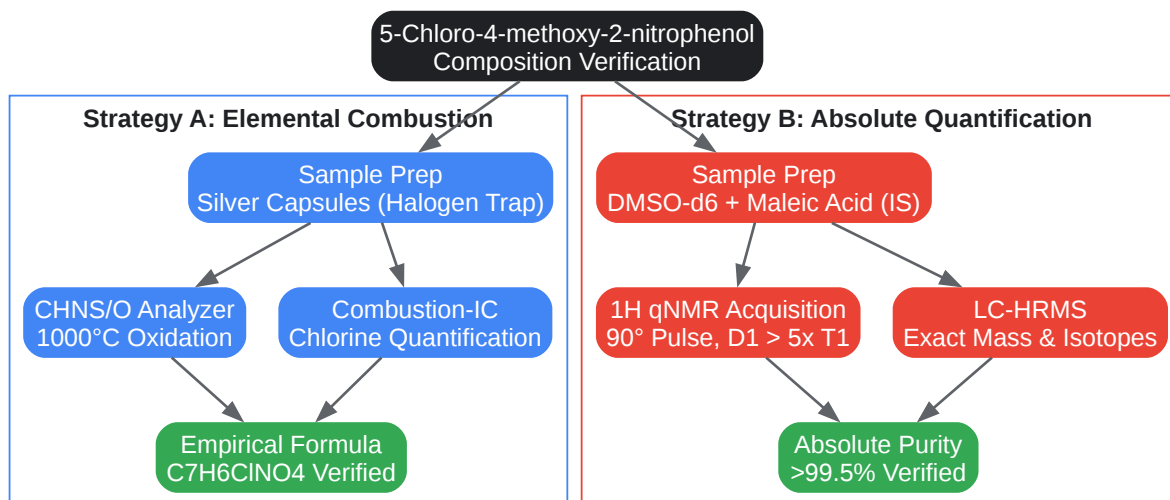 5-Chloro-4-methoxy-2-nitrophenol
Composition Verification
Strategy A: Elemental Combustion
Strategy B: Absolute Quantification
Sample Prep
Silver Capsules (Halogen Trap)
Sample Prep
DMSO-d6 + Maleic Acid (IS)
CHNS/O Analyzer
1000°C Oxidation
Combustion-IC
Chlorine Quantification
1H qNMR Acquisition
90° Pulse, D1 > 5x T1
LC-HRMS
Exact Mass & Isotopes
Empirical Formula
C7H6ClNO4 Verified
Absolute Purity
>99.5% Verified